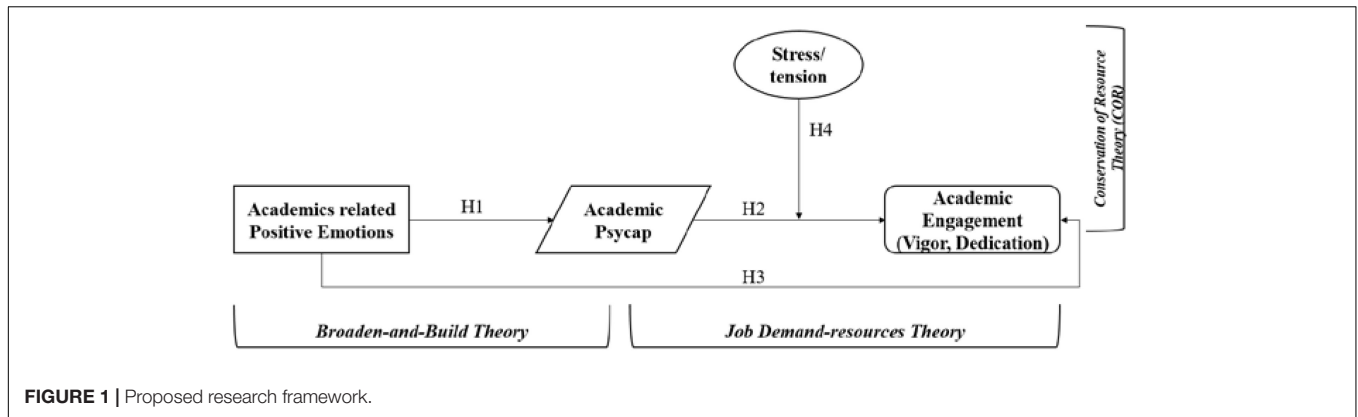 Stress/
tension
Conservation of Resource
Theory (COR)
H4
Academics related
Positive Emotions
H1
Academic
Psycap
H2
Academic
Engagement
(Vigor, Dedication)
H3
Broaden-and-Build Theory
Job Demand-resources Theory
FIGURE 1 | Proposed research framework.